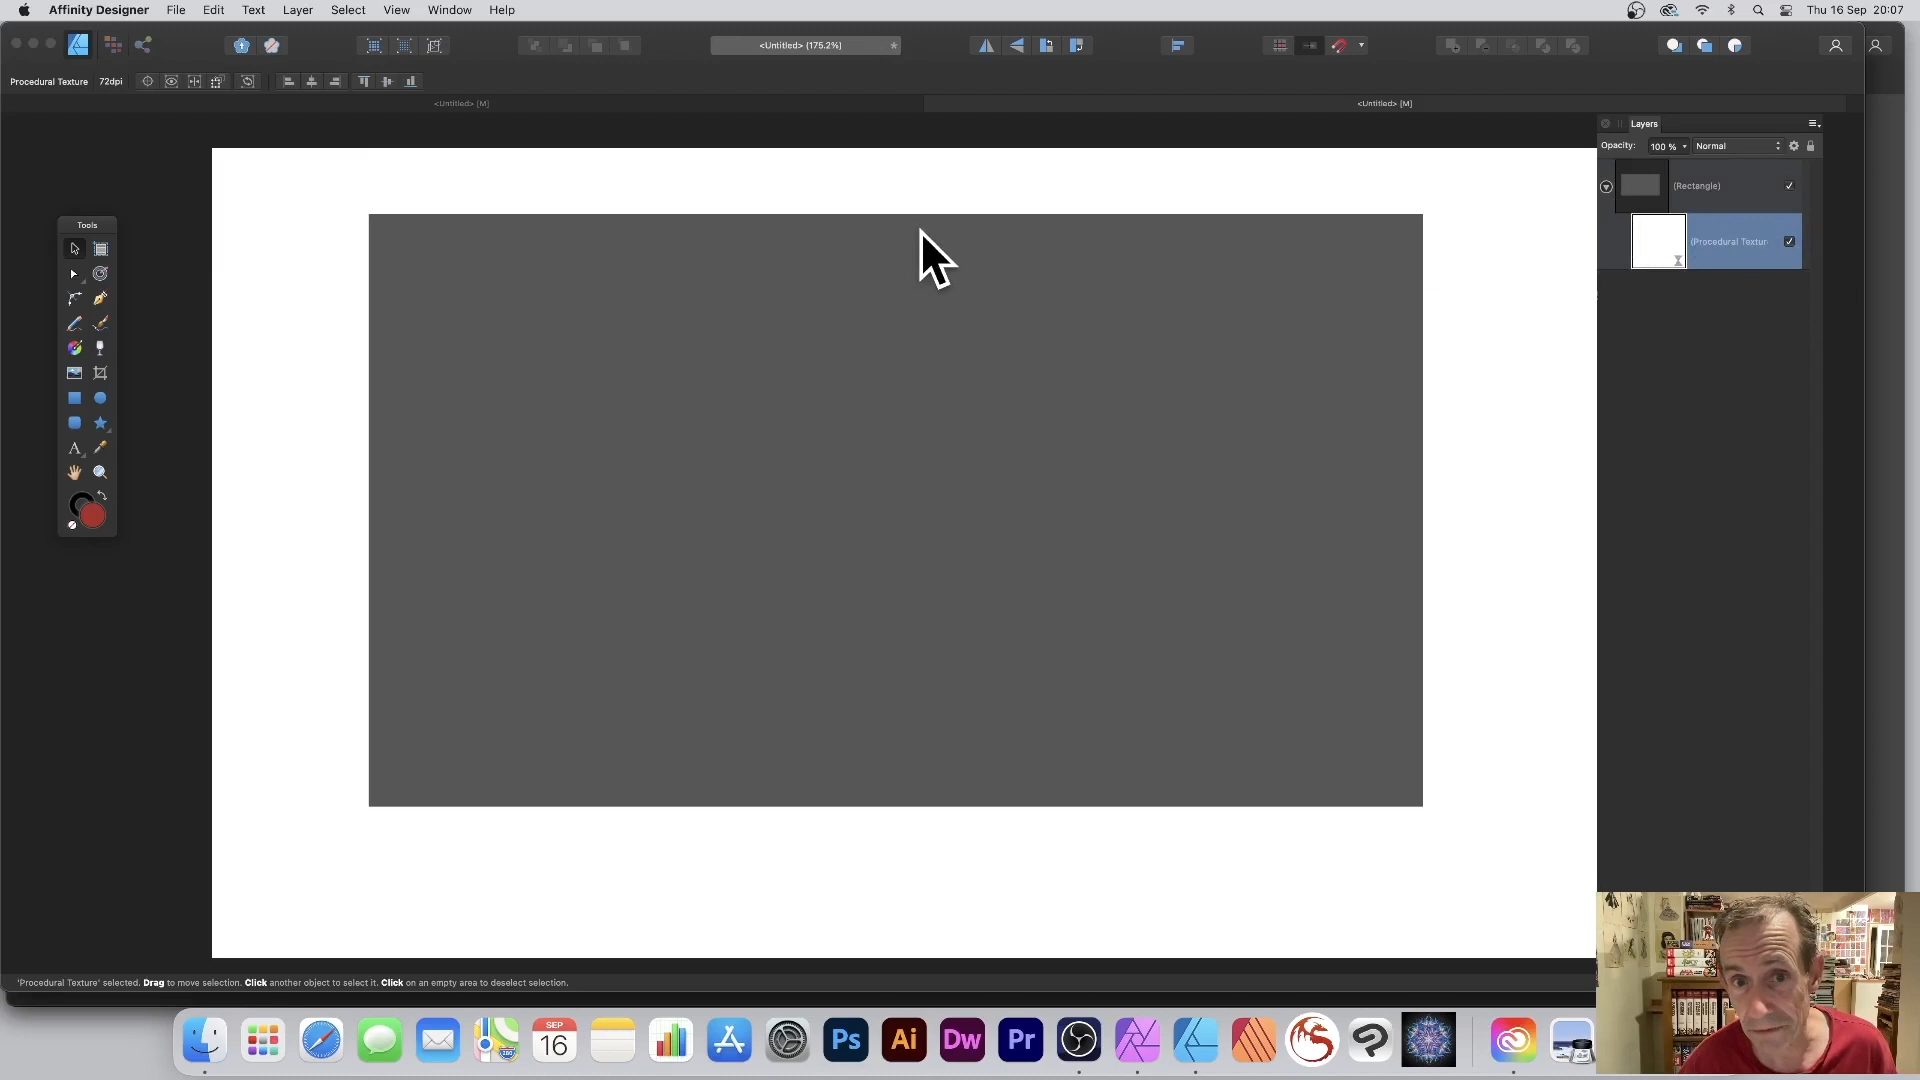 Affinity Designer File Edit Text Layer Select View Window Help Thu 16 Sep 20:07
<Untitled> (175.2%) *
Procedural Texture 72dpi
<Untitled> [M] <Untitled> [M]
Layers
Opacity: 100 % Normal
(Rectangle)
(Procedural Textur
Tools
A
'Procedural Texture' selected. Drag to move selection. Click another object to select it. Click on an empty area to deselect selection.
SEP
16
280
Ps Ai Dw Pr